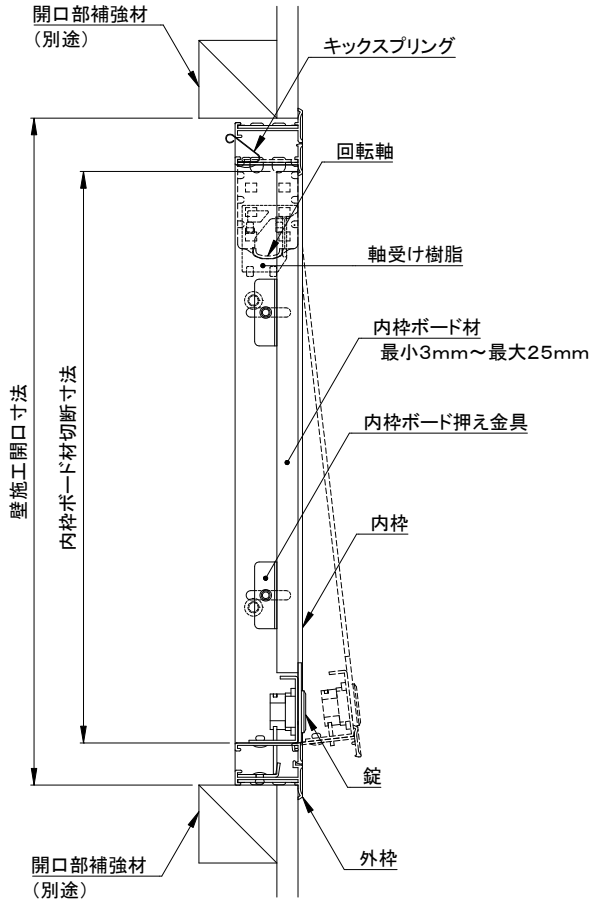 開口部補強材
(別途)
キックスプリング
回転軸
軸受け樹脂
内枠ボード材
最小3mm～最大25mm
内枠ボード押え金具
壁施工開口寸法
内枠ボード材切断寸法
内枠
錠
外枠
開口部補強材
(別途)